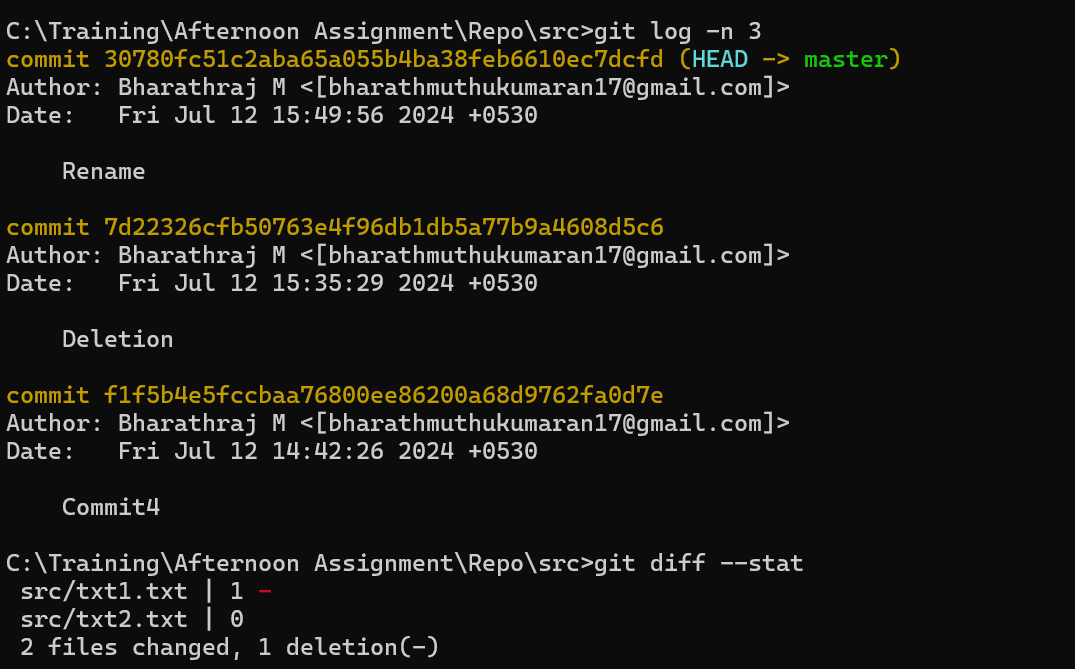 C:\Training\Afternoon Assignment\Repo\src>git log -n 3
commit 30780fc51c2aba65a055b4ba38feb6610ec7dcfd (HEAD -> master)
Author: Bharathraj M <[bharathmuthukumaran17@gmail.com]>
Date:   Fri Jul 12 15:49:56 2024 +0530
    Rename
commit 7d22326cfb50763e4f96db1db5a77b9a4608d5c6
Author: Bharathraj M <[bharathmuthukumaran17@gmail.com]>
Date:   Fri Jul 12 15:35:29 2024 +0530
    Deletion
commit f1f5b4e5fccbaa76800ee86200a68d9762fa0d7e
Author: Bharathraj M <[bharathmuthukumaran17@gmail.com]>
Date:   Fri Jul 12 14:42:26 2024 +0530
    Commit4
C:\Training\Afternoon Assignment\Repo\src>git diff --stat
 src/txt1.txt | 1 -
 src/txt2.txt | 0
 2 files changed, 1 deletion(-)